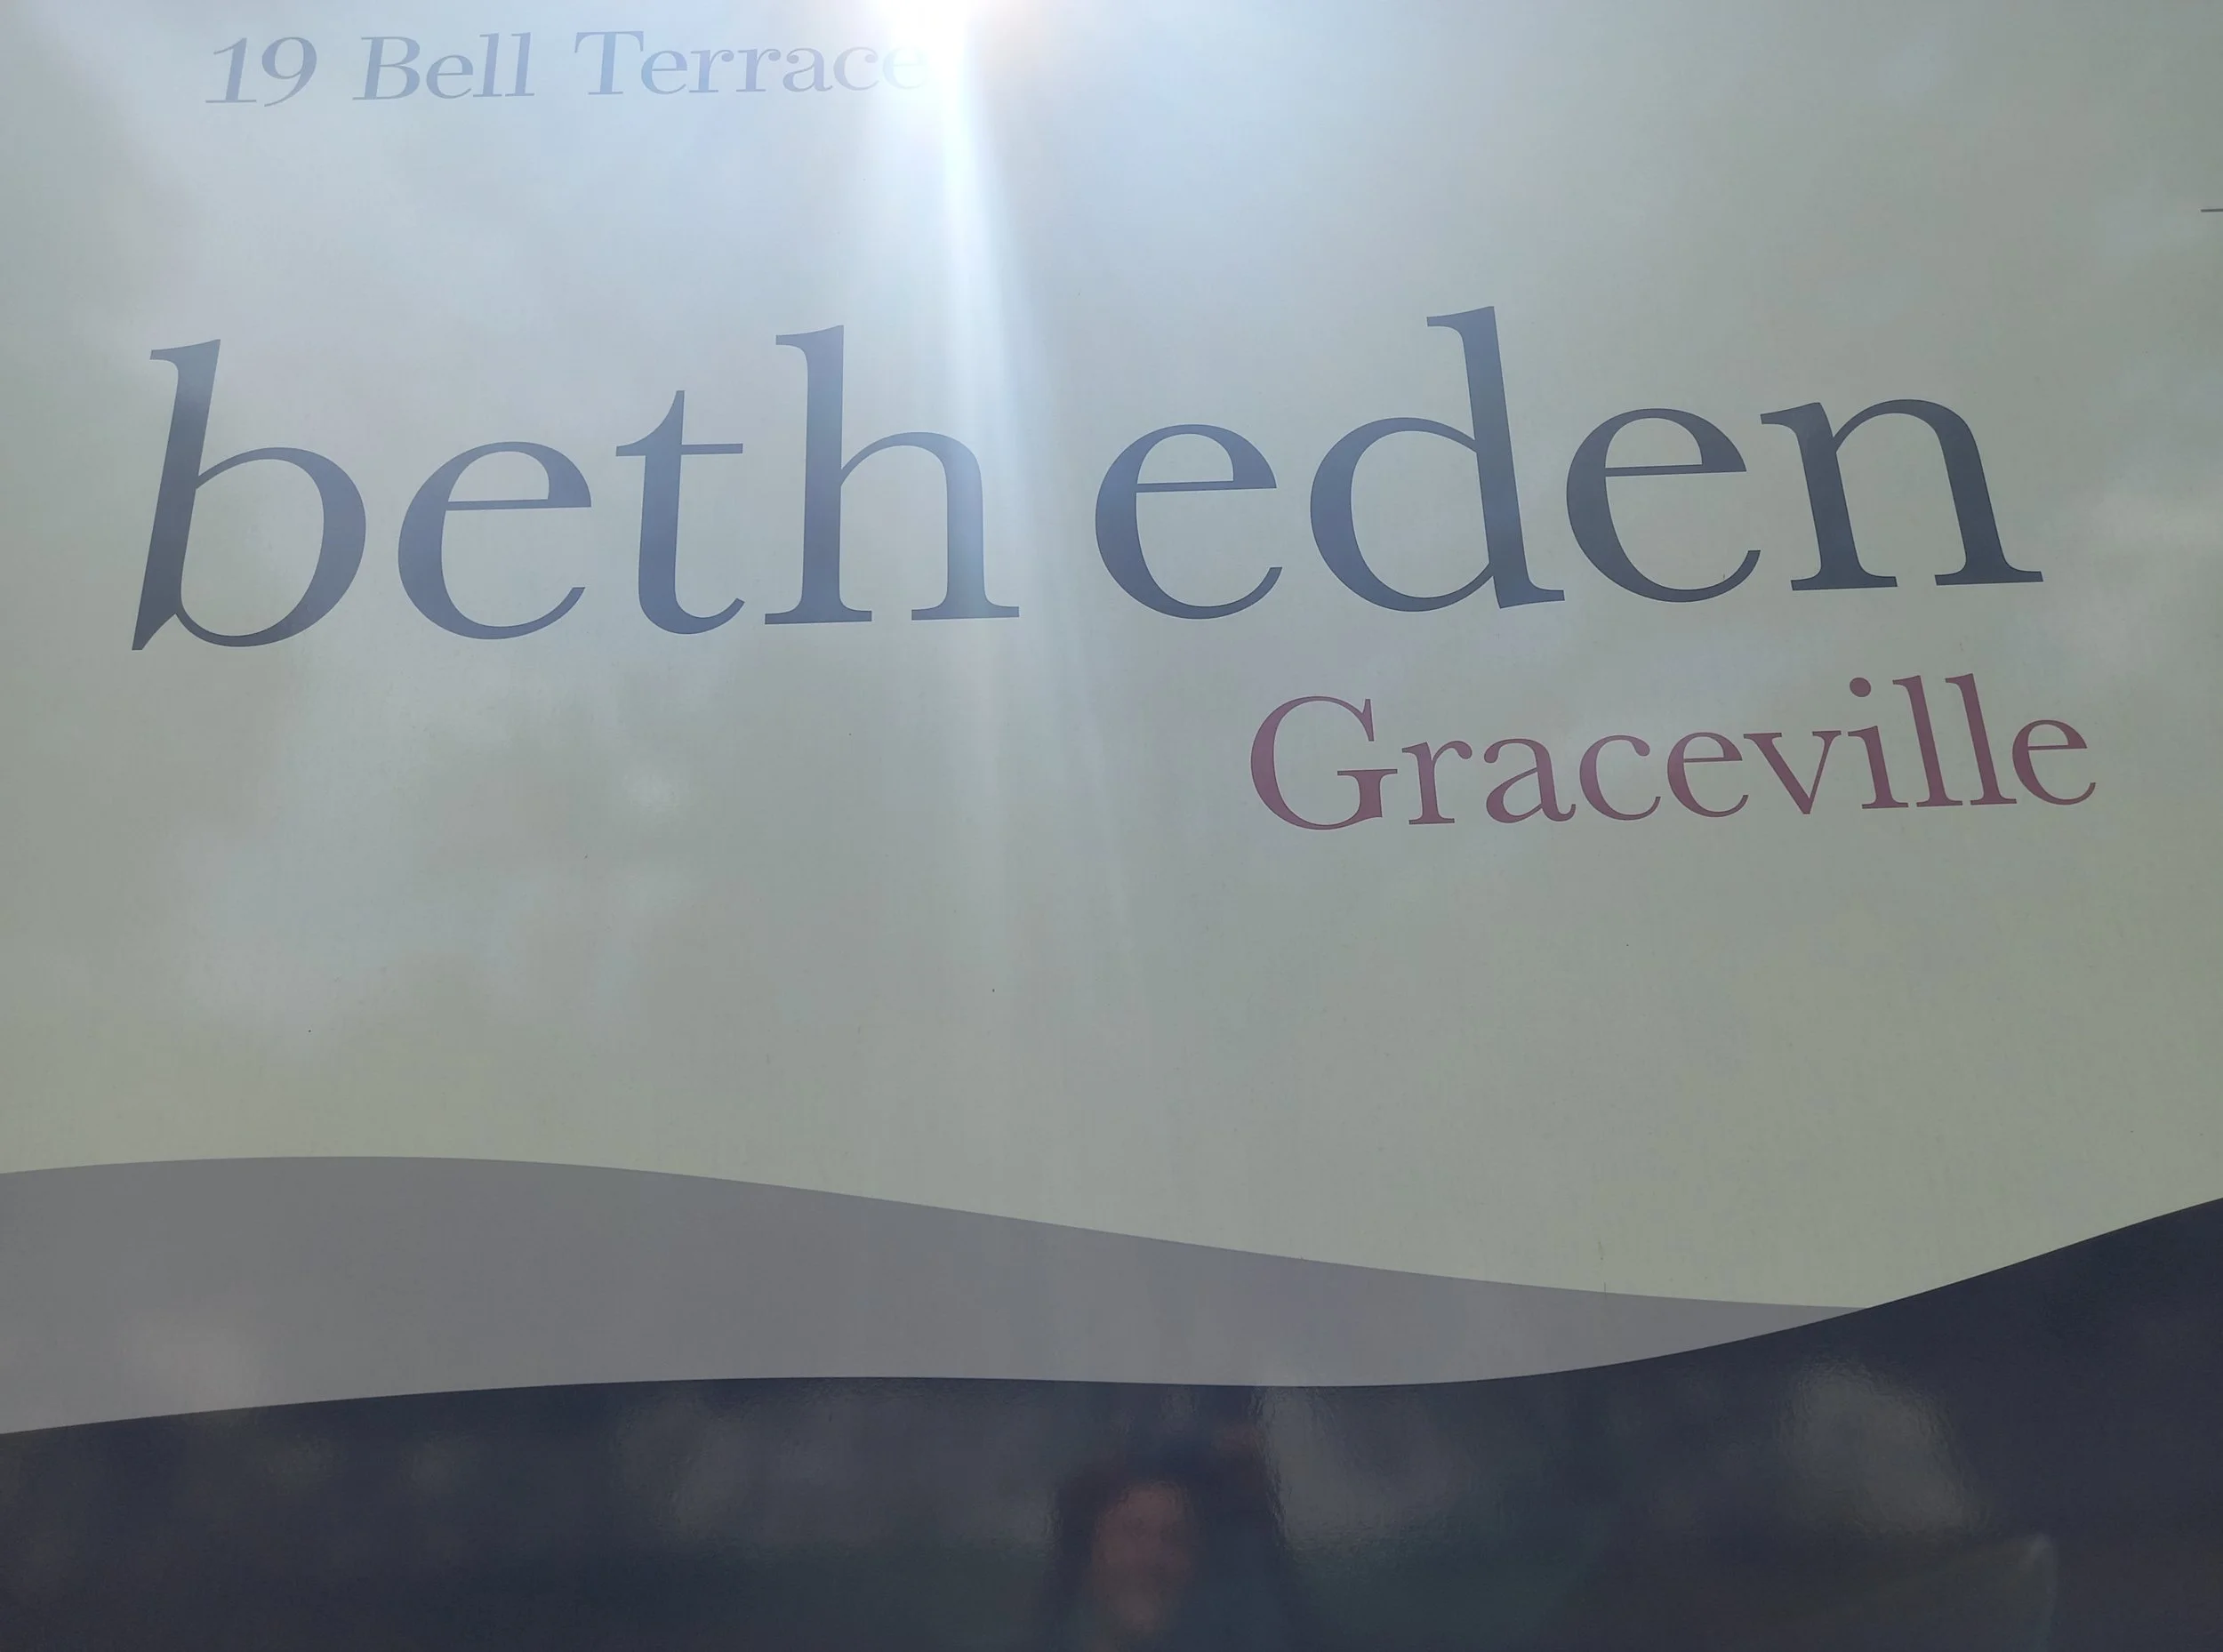 19 Bell Terrace
beth eden
Graceville